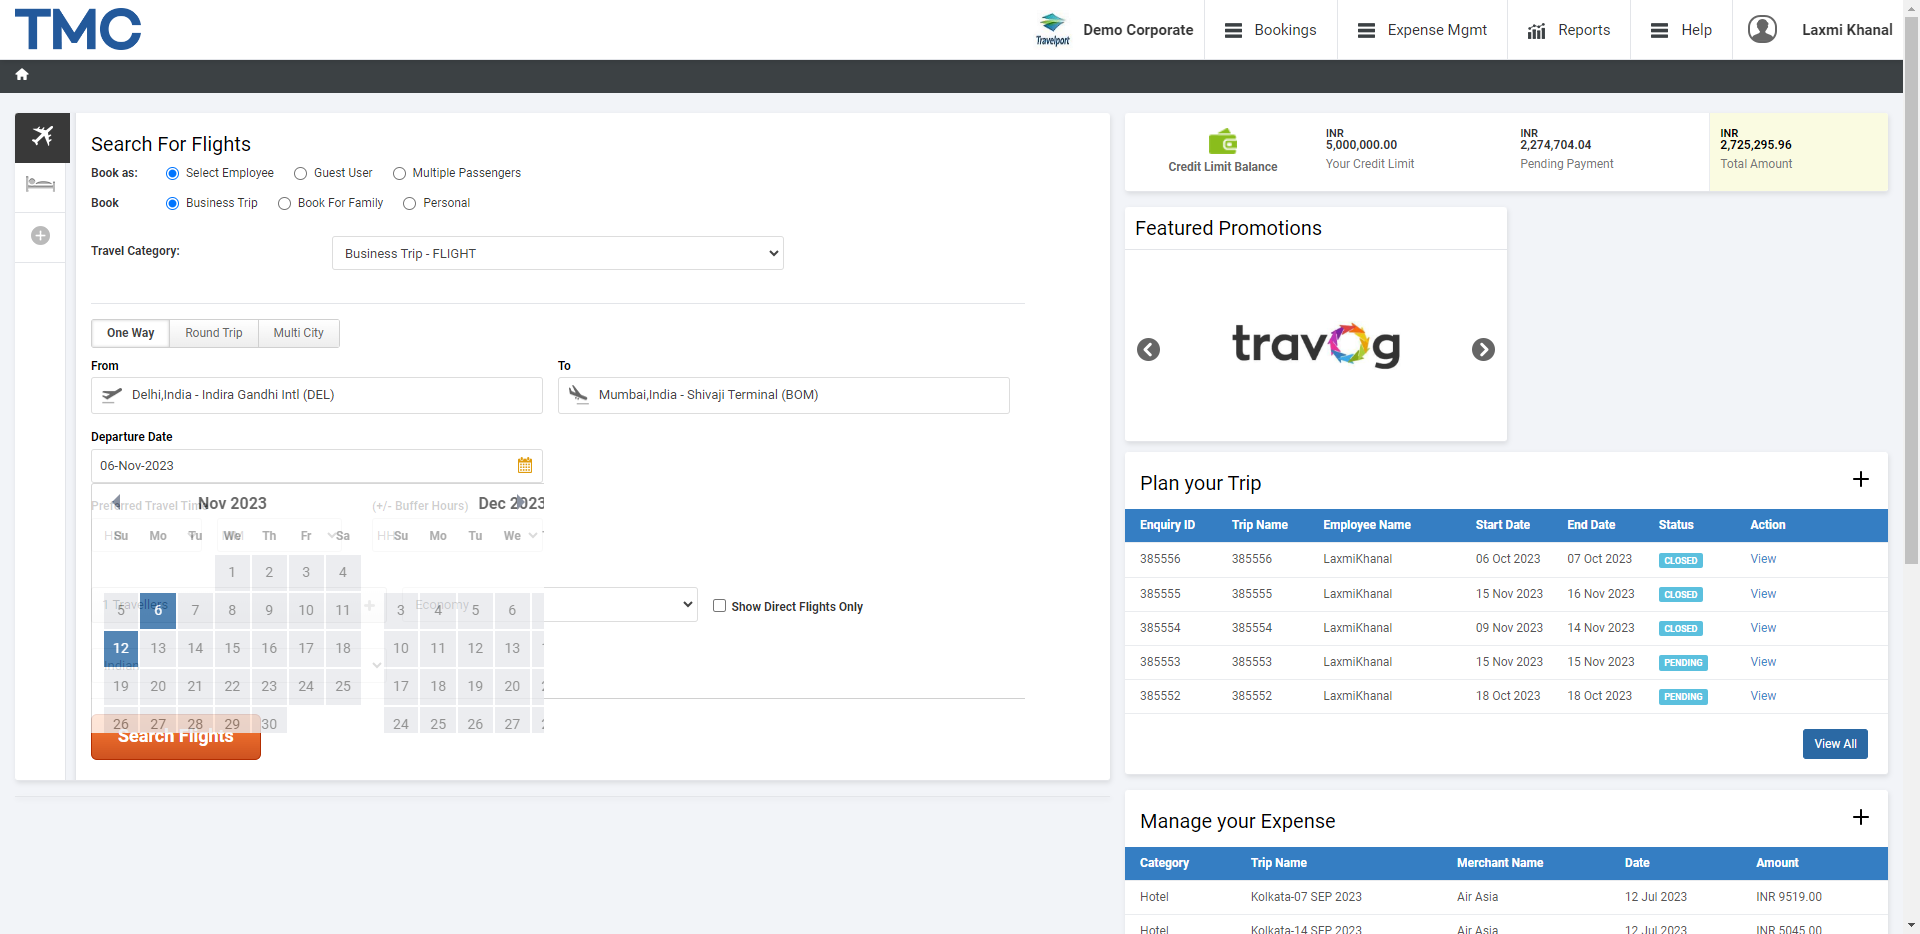 TMC
Travelport
Demo Corporate
Bookings
Expense Mgmt
Reports
Help
Laxmi Khanal
Search For Flights
Book as: Select Employee Guest User Multiple Passengers
Book Business Trip Book For Family Personal
Travel Category: Business Trip - FLIGHT
One Way Round Trip Multi City
From To
Delhi,India - Indira Gandhi Intl (DEL) Mumbai,India - Shivaji Terminal (BOM)
Departure Date
06-Nov-2023
Preferred Travel Tim (+/- Buffer Hours)
Nov 2023 Dec 2023
Su Mo Tu We Th Fr Sa Su Mo Tu We
1 2 3 4
5 6 7 8 9 10 11 3 4 5 6
1 Travellers Economy Show Direct Flights Only
12 13 14 15 16 17 18 10 11 12 13
Indian
19 20 21 22 23 24 25 17 18 19 20
26 27 28 29 30 24 25 26 27
Search Flights
Credit Limit Balance
INR
5,000,000.00
Your Credit Limit
INR
2,274,704.04
Pending Payment
INR
2,725,295.96
Total Amount
Featured Promotions
travog
Plan your Trip
Enquiry ID Trip Name Employee Name Start Date End Date Status Action
385556 385556 LaxmiKhanal 06 Oct 2023 07 Oct 2023 CLOSED View
385555 385555 LaxmiKhanal 15 Nov 2023 16 Nov 2023 CLOSED View
385554 385554 LaxmiKhanal 09 Nov 2023 14 Nov 2023 CLOSED View
385553 385553 LaxmiKhanal 15 Nov 2023 15 Nov 2023 PENDING View
385552 385552 LaxmiKhanal 18 Oct 2023 18 Oct 2023 PENDING View
View All
Manage your Expense
Category Trip Name Merchant Name Date Amount
Hotel Kolkata-07 SEP 2023 Air Asia 12 Jul 2023 INR 9519.00
Hotel Kolkata-14 SEP 2023 Air Asia 12 Jul 2023 INR 5045.00